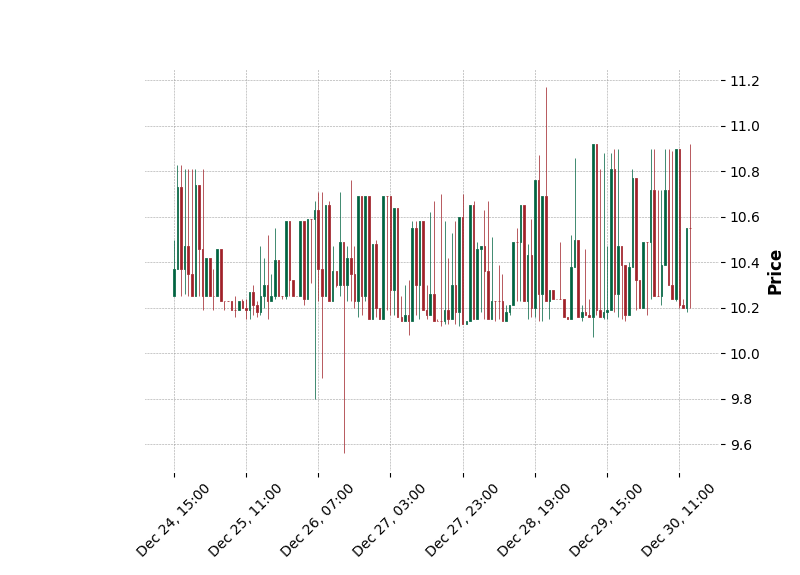 11.2
11.0
10.8
10.6
10.4
10.2
10.0
9.8
9.6
Price
Dec 24, 15:00
Dec 25, 11:00
Dec 26, 07:00
Dec 27, 03:00
Dec 27, 23:00
Dec 28, 19:00
Dec 29, 15:00
Dec 30, 11:00